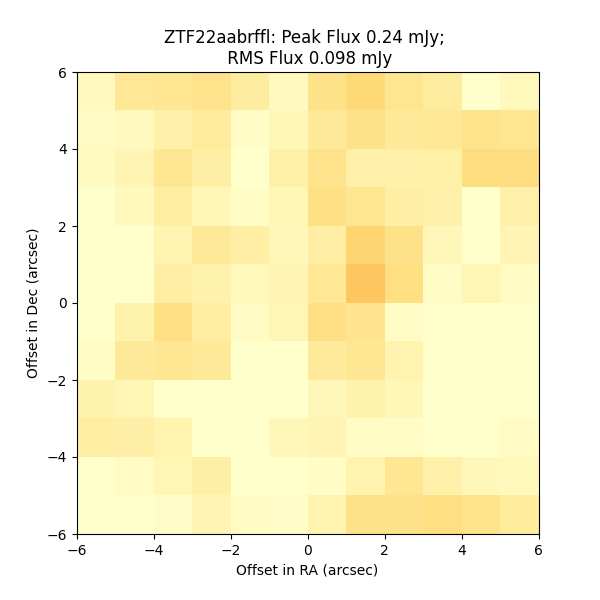 ZTF22aabrffl: Peak Flux 0.24 mJy;
RMS Flux 0.098 mJy
6
4
2
0
−2
−4
−6
Offset in Dec (arcsec)
−6 −4 −2 0 2 4 6
Offset in RA (arcsec)